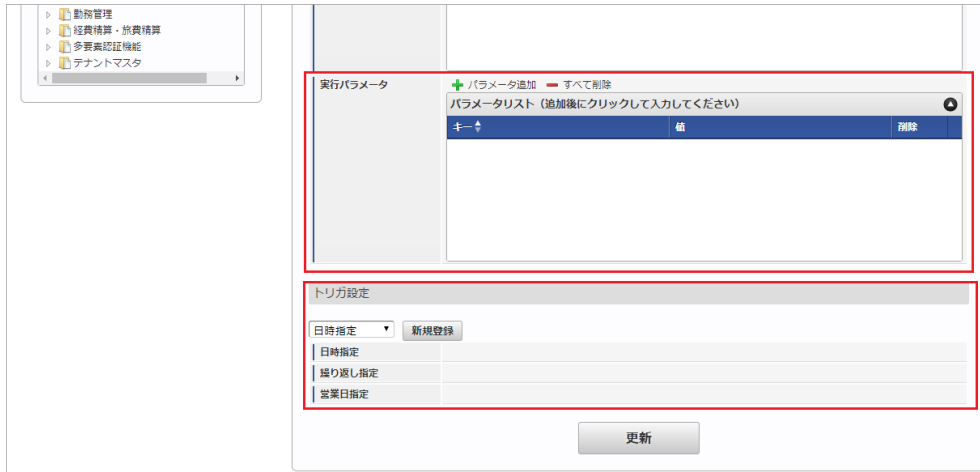 勤務管理
経費精算・旅費精算
多要素認証機能
テナントマスタ
実行パラメータ
パラメータ追加 すべて削除
パラメータリスト（追加後にクリックして入力してください）
キー 値 削除
トリガ設定
日時指定 新規登録
日時指定
繰り返し指定
営業日指定
更新